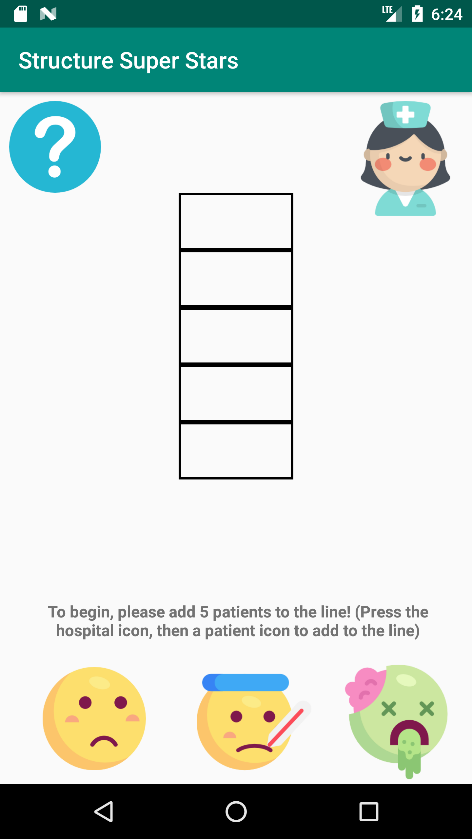 LTE 6:24
Structure Super Stars
?
To begin, please add 5 patients to the line! (Press the
hospital icon, then a patient icon to add to the line)